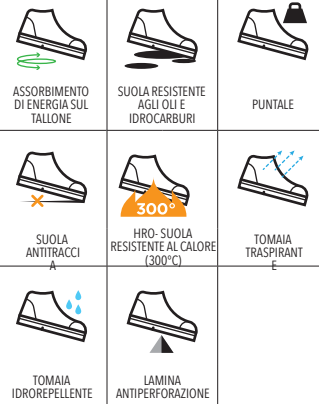 ASSORBIMENTO
DI ENERGIA SUL
TALLONE
SUOLA RESISTENTE
AGLI OLI E
IDROCARBURI
PUNTALE
SUOLA
ANTITRACCI
A
300°
HRO- SUOLA
RESISTENTE AL CALORE
(300°C)
TOMAIA
TRASPIRANT
E
TOMAIA
IDROREPELLENTE
LAMINA
ANTIPERFORAZIONE